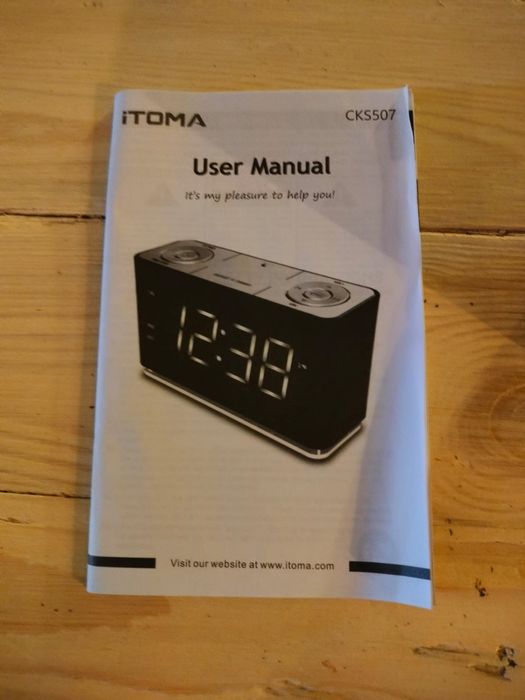 iTOMA
CKS507
User Manual
It's my pleasure to help you!
12:38
Visit our website at www.itoma.com